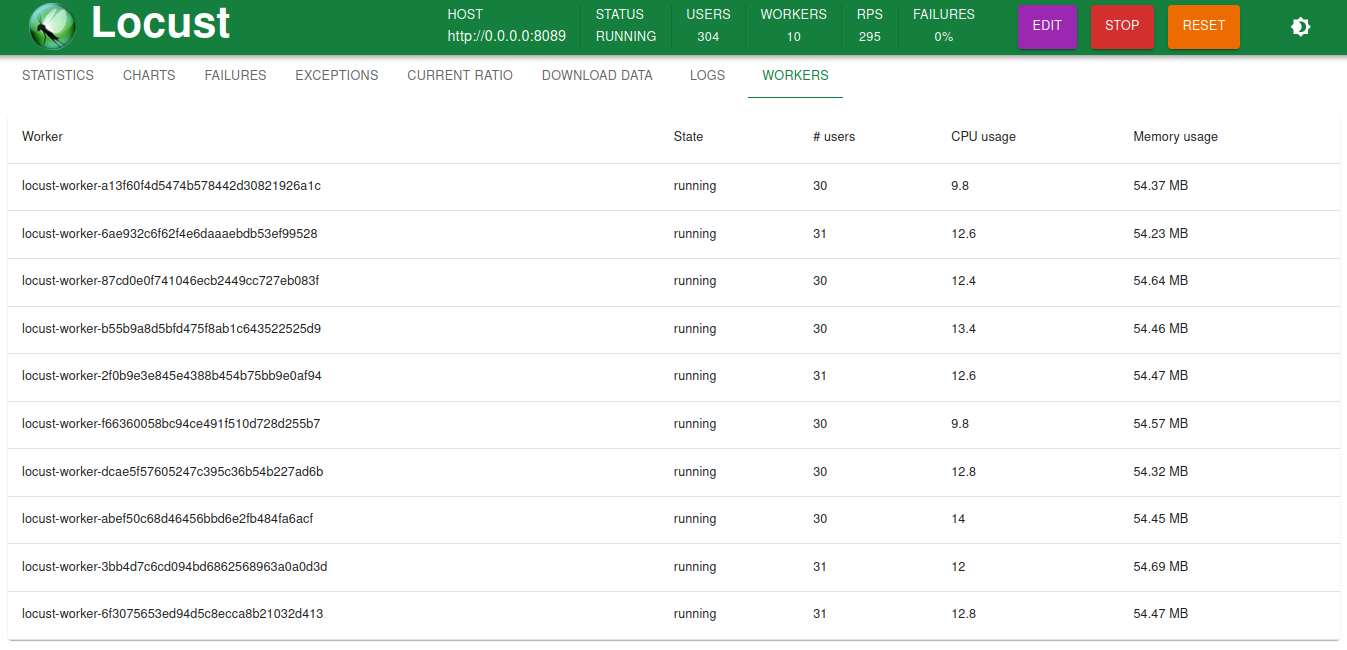 Locust
HOST STATUS USERS WORKERS RPS FAILURES
http://0.0.0.0:8089 RUNNING 304 10 295 0%
EDIT STOP RESET
STATISTICS CHARTS FAILURES EXCEPTIONS CURRENT RATIO DOWNLOAD DATA LOGS WORKERS
Worker State # users CPU usage Memory usage
locust-worker-a13f60f4d5474b578442d30821926a1c running 30 9.8 54.37 MB
locust-worker-6ae932c6f62f4e6daaaebdb53ef99528 running 31 12.6 54.23 MB
locust-worker-87cd0e0f741046ecb2449cc727eb083f running 30 12.4 54.64 MB
locust-worker-b55b9a8d5bfd475f8ab1c643522525d9 running 30 13.4 54.46 MB
locust-worker-2f0b9e3e845e4388b454b75bb9e0af94 running 31 12.6 54.47 MB
locust-worker-f66360058bc94ce491f510d728d255b7 running 30 9.8 54.57 MB
locust-worker-dcae5f57605247c395c36b54b227ad6b running 30 12.8 54.32 MB
locust-worker-abef50c68d46456bbd6e2fb484fa6acf running 30 14 54.45 MB
locust-worker-3bb4d7c6cd094bd6862568963a0a0d3d running 31 12 54.69 MB
locust-worker-6f3075653ed94d5c8ecca8b21032d413 running 31 12.8 54.47 MB